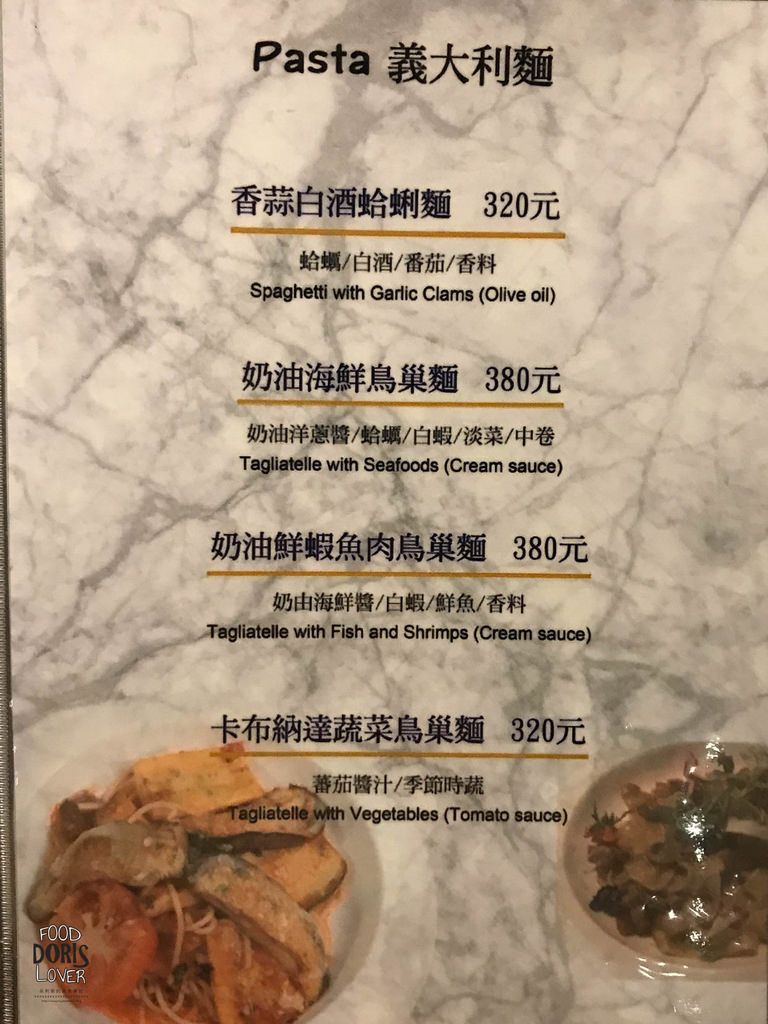 Pasta 義大利麵
香蒜白酒蛤蜊麵 320元
蛤蠣/白酒/番茄/香料
Spaghetti with Garlic Clams (Olive oil)
奶油海鮮鳥巢麵 380元
奶油洋蔥醬/蛤蠣/白蝦/淡菜/中卷
Tagliatelle with Seafoods (Cream sauce)
奶油鮮蝦魚肉鳥巢麵 380元
奶由海鮮醬/白蝦/鮮魚/香料
Tagliatelle with Fish and Shrimps (Cream sauce)
卡布納達蔬菜鳥巢麵 320元
蕃茄醬汁/季節時蔬
Tagliatelle with Vegetables (Tomato sauce)
FOOD
DORIS
LOVER